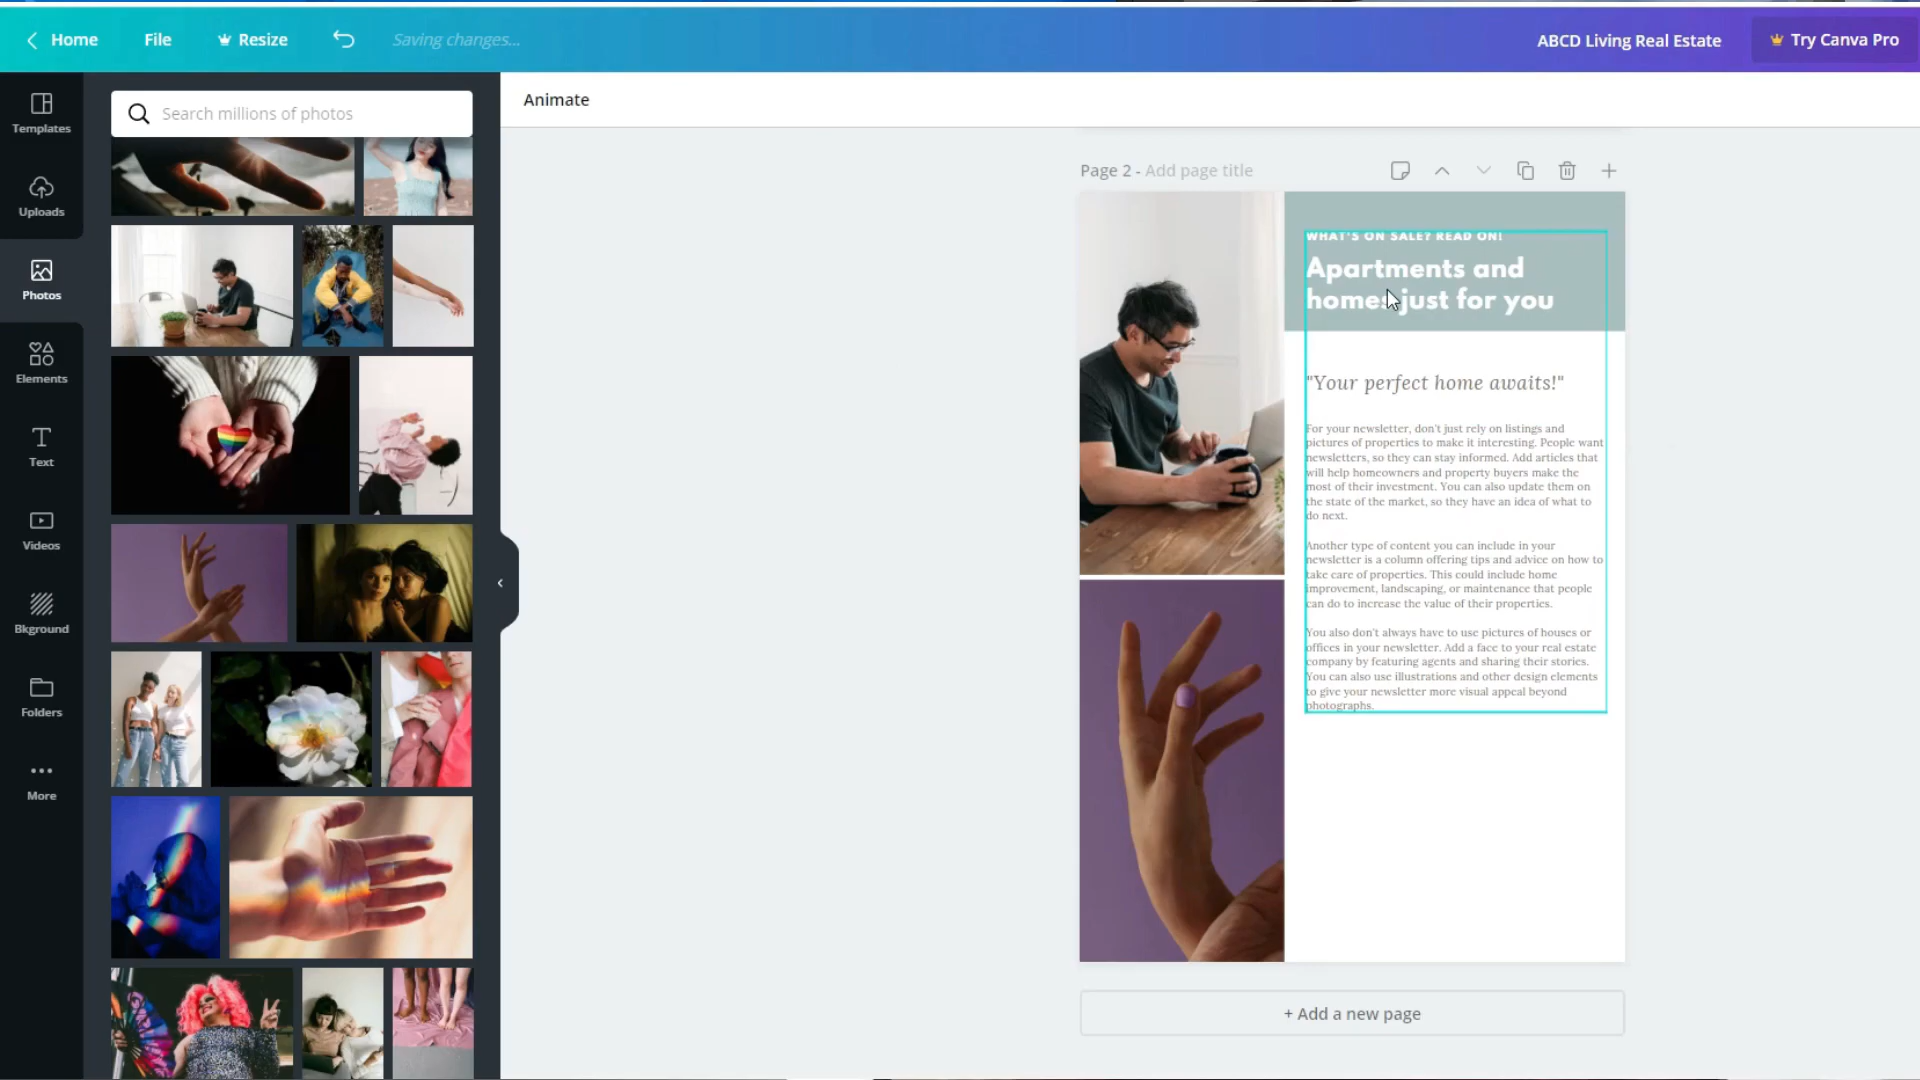 Home
File
Resize
Saving changes...
ABCD Living Real Estate
Try Canva Pro
Templates
Uploads
Photos
Elements
Text
Videos
Bkground
Folders
More
Search millions of photos
Animate
Page 2 - Add page title
WHAT'S ON SALE? READ ON!
Apartments and
homes just for you
"Your perfect home awaits!"
For your newsletter, don't just rely on listings and
pictures of properties to make it interesting. People want
newsletters, so they can stay informed. Add articles that
will help homeowners and property buyers make the
most of their investment. You can also update them on
the state of the market, so they have an idea of what to
do next.
Another type of content you can include in your
newsletter is a column offering tips and advice on how to
take care of properties. This could include home
improvement, landscaping, or maintenance that people
can do to increase the value of their properties.
You also don't always have to use pictures of houses or
offices in your newsletter. Add a face to your real estate
company by featuring agents and sharing their stories.
You can also use illustrations and other design elements
to give your newsletter more visual appeal beyond
photographs.
+ Add a new page